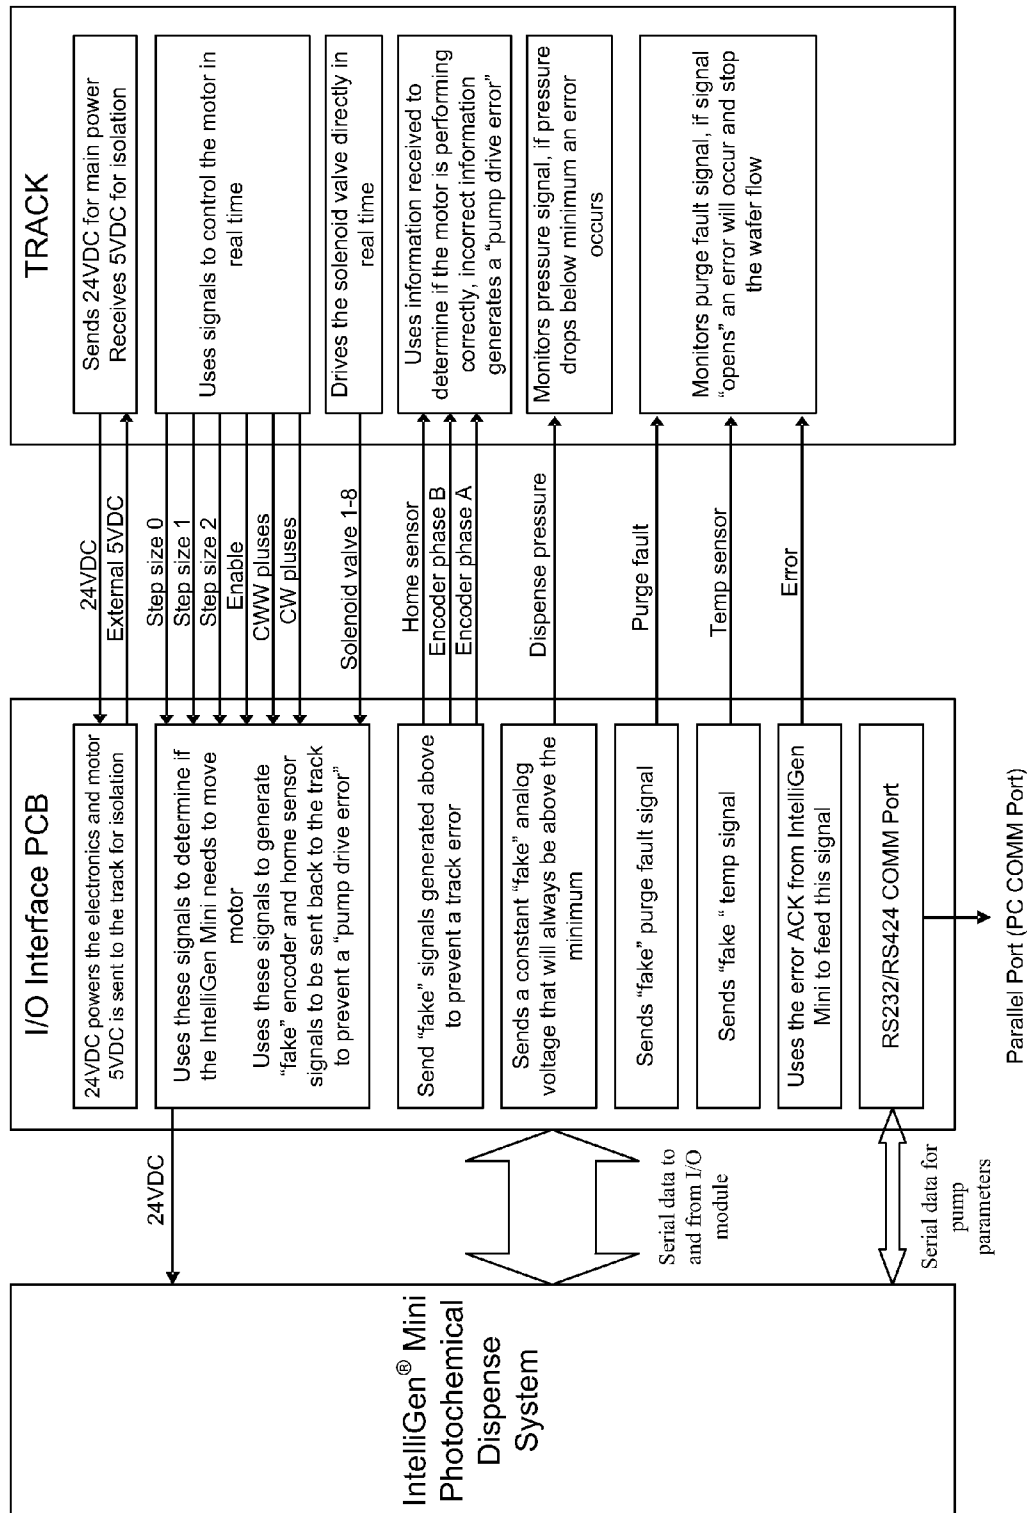 IntelliGen® Mini
Photochemical
Dispense
System
24VDC
Serial data to
and from I/O
module
Serial data for
pump
parameters
I/O Interface PCB
24VDC powers the electronics and motor
5VDC is sent to the track for isolation
Uses these signals to determine if
the IntelliGen Mini needs to move
motor
Uses these signals to generate
“fake” encoder and home sensor
signals to be sent back to the track
to prevent a “pump drive error”
Send “fake” signals generated above
to prevent a track error
Sends a constant “fake” analog
voltage that will always be above the
minimum
Sends “fake” purge fault signal
Sends “fake “ temp signal
Uses the error ACK from IntelliGen
Mini to feed this signal
RS232/RS424 COMM Port
Parallel Port (PC COMM Port)
24VDC
External 5VDC
Step size 0
Step size 1
Step size 2
Enable
CWW pluses
CW pluses
Solenoid valve 1-8
Home sensor
Encoder phase B
Encoder phase A
Dispense pressure
Purge fault
Temp sensor
Error
TRACK
Sends 24VDC for main power
Receives 5VDC for isolation
Uses signals to control the motor in
real time
Drives the solenoid valve directly in
real time
Uses information received to
determine if the motor is performing
correctly, incorrect information
generates a “pump drive error”
Monitors pressure signal, if pressure
drops below minimum an error
occurs
Monitors purge fault signal, if signal
“opens” an error will occur and stop
the wafer flow